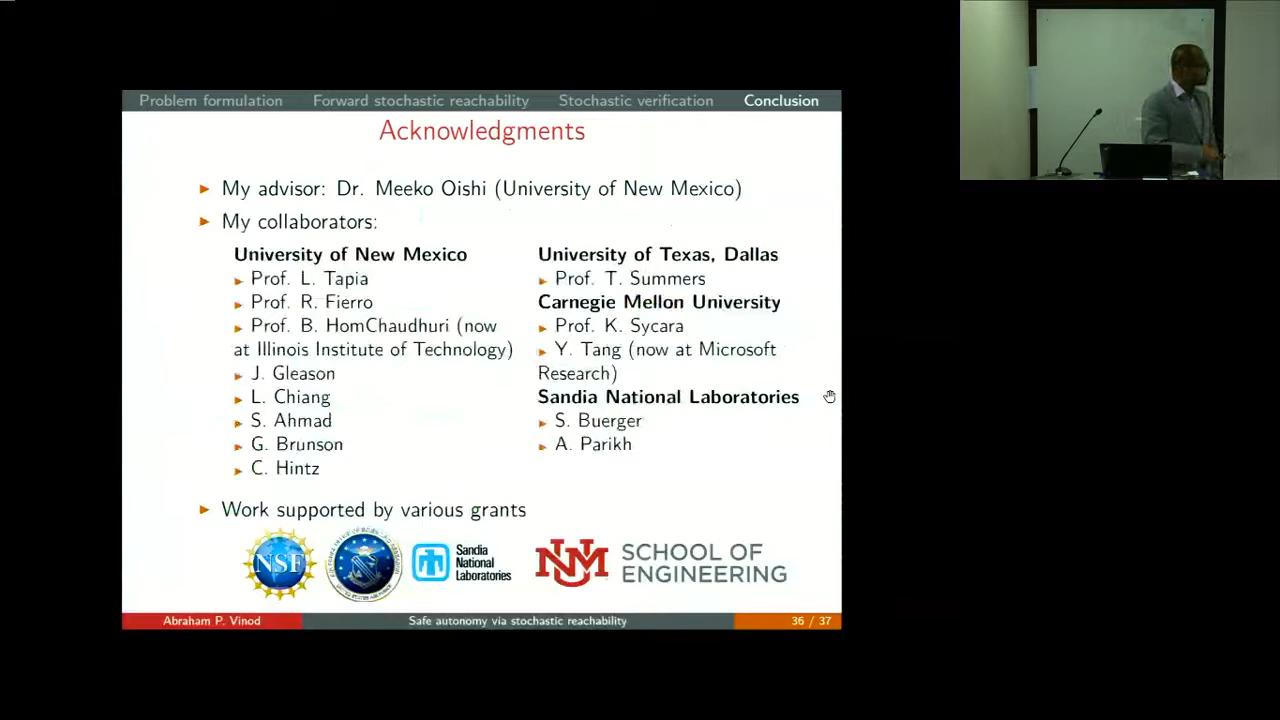 Problem formulation Forward stochastic reachability Stochastic verification Conclusion
Acknowledgments
My advisor: Dr. Meeko Oishi (University of New Mexico)
My collaborators:
University of New Mexico
Prof. L. Tapia
Prof. R. Fierro
Prof. B. HomChaudhuri (now
at Illinois Institute of Technology)
J. Gleason
L. Chiang
S. Ahmad
G. Brunson
C. Hintz
University of Texas, Dallas
Prof. T. Summers
Carnegie Mellon University
Prof. K. Sycara
Y. Tang (now at Microsoft
Research)
Sandia National Laboratories
S. Buerger
A. Parikh
Work supported by various grants
NSF
Sandia
National
Laboratories
UNM
SCHOOL OF
ENGINEERING
Abraham P. Vinod Safe autonomy via stochastic reachability 36 / 37